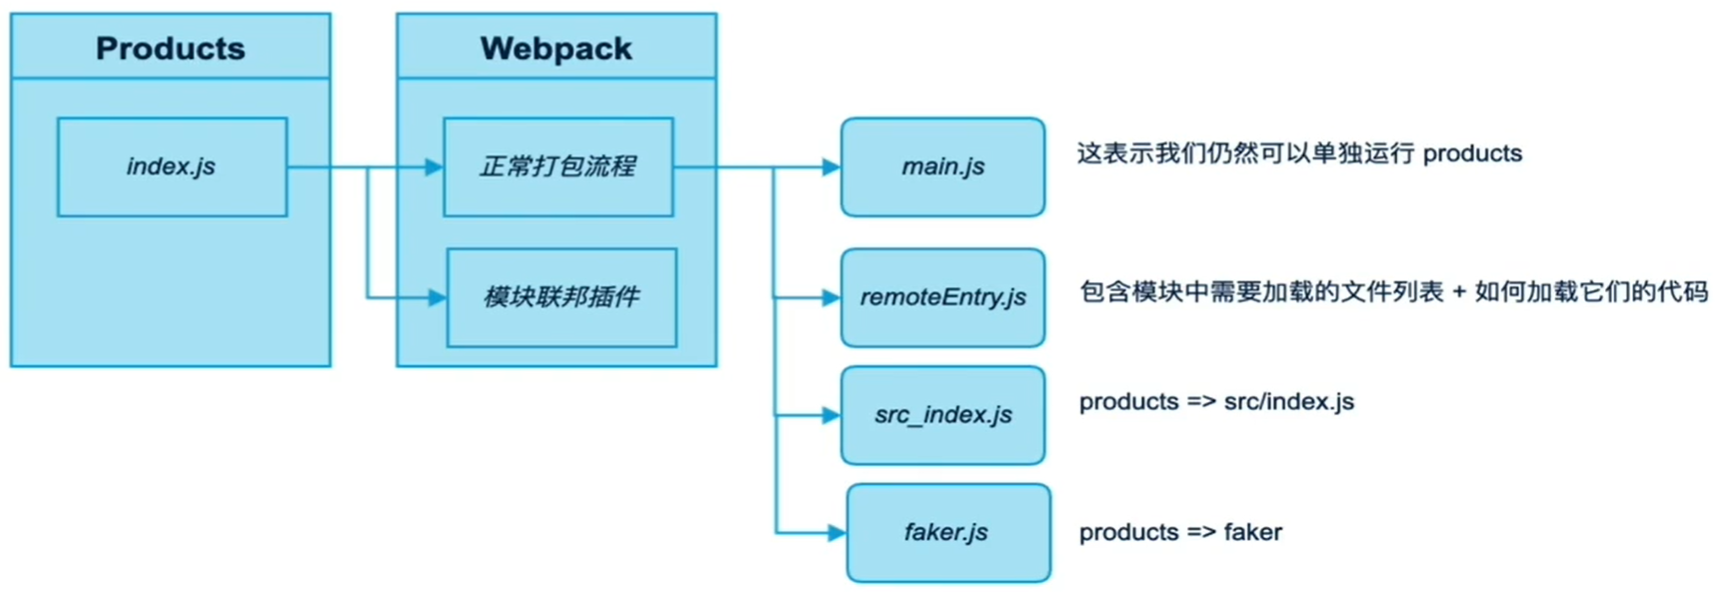 Products
index.js
Webpack
正常打包流程
模块联邦插件
main.js
这表示我们仍然可以单独运行 products
remoteEntry.js
包含模块中需要加载的文件列表 + 如何加载它们的代码
src_index.js
products => src/index.js
faker.js
products => faker